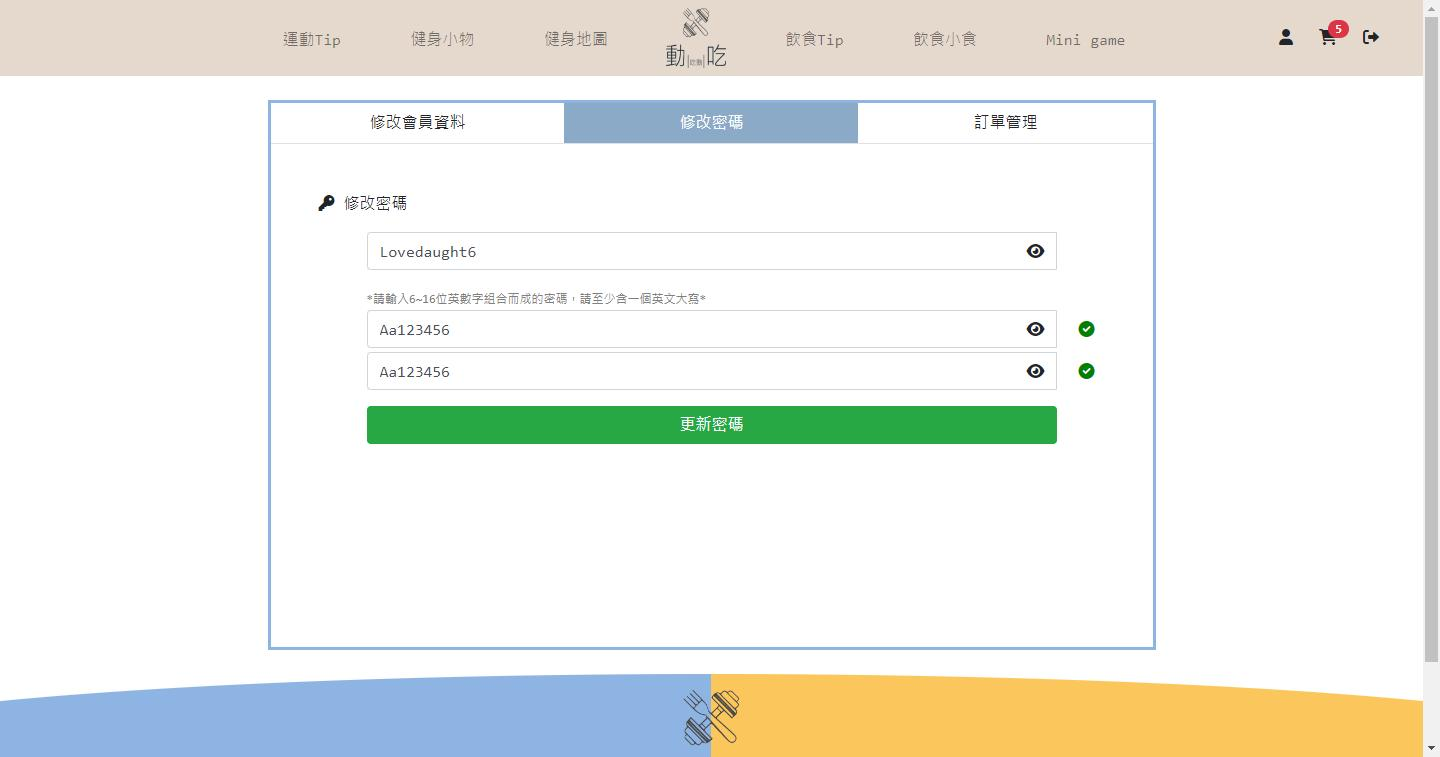 運動Tip
健身小物
健身地圖
動 吃
飲食Tip
飲食小食
Mini game
5
修改會員資料
修改密碼
訂單管理
修改密碼
Lovedaught6
*請輸入6~16位英數字組合而成的密碼，請至少含一個英文大寫*
Aa123456
Aa123456
更新密碼